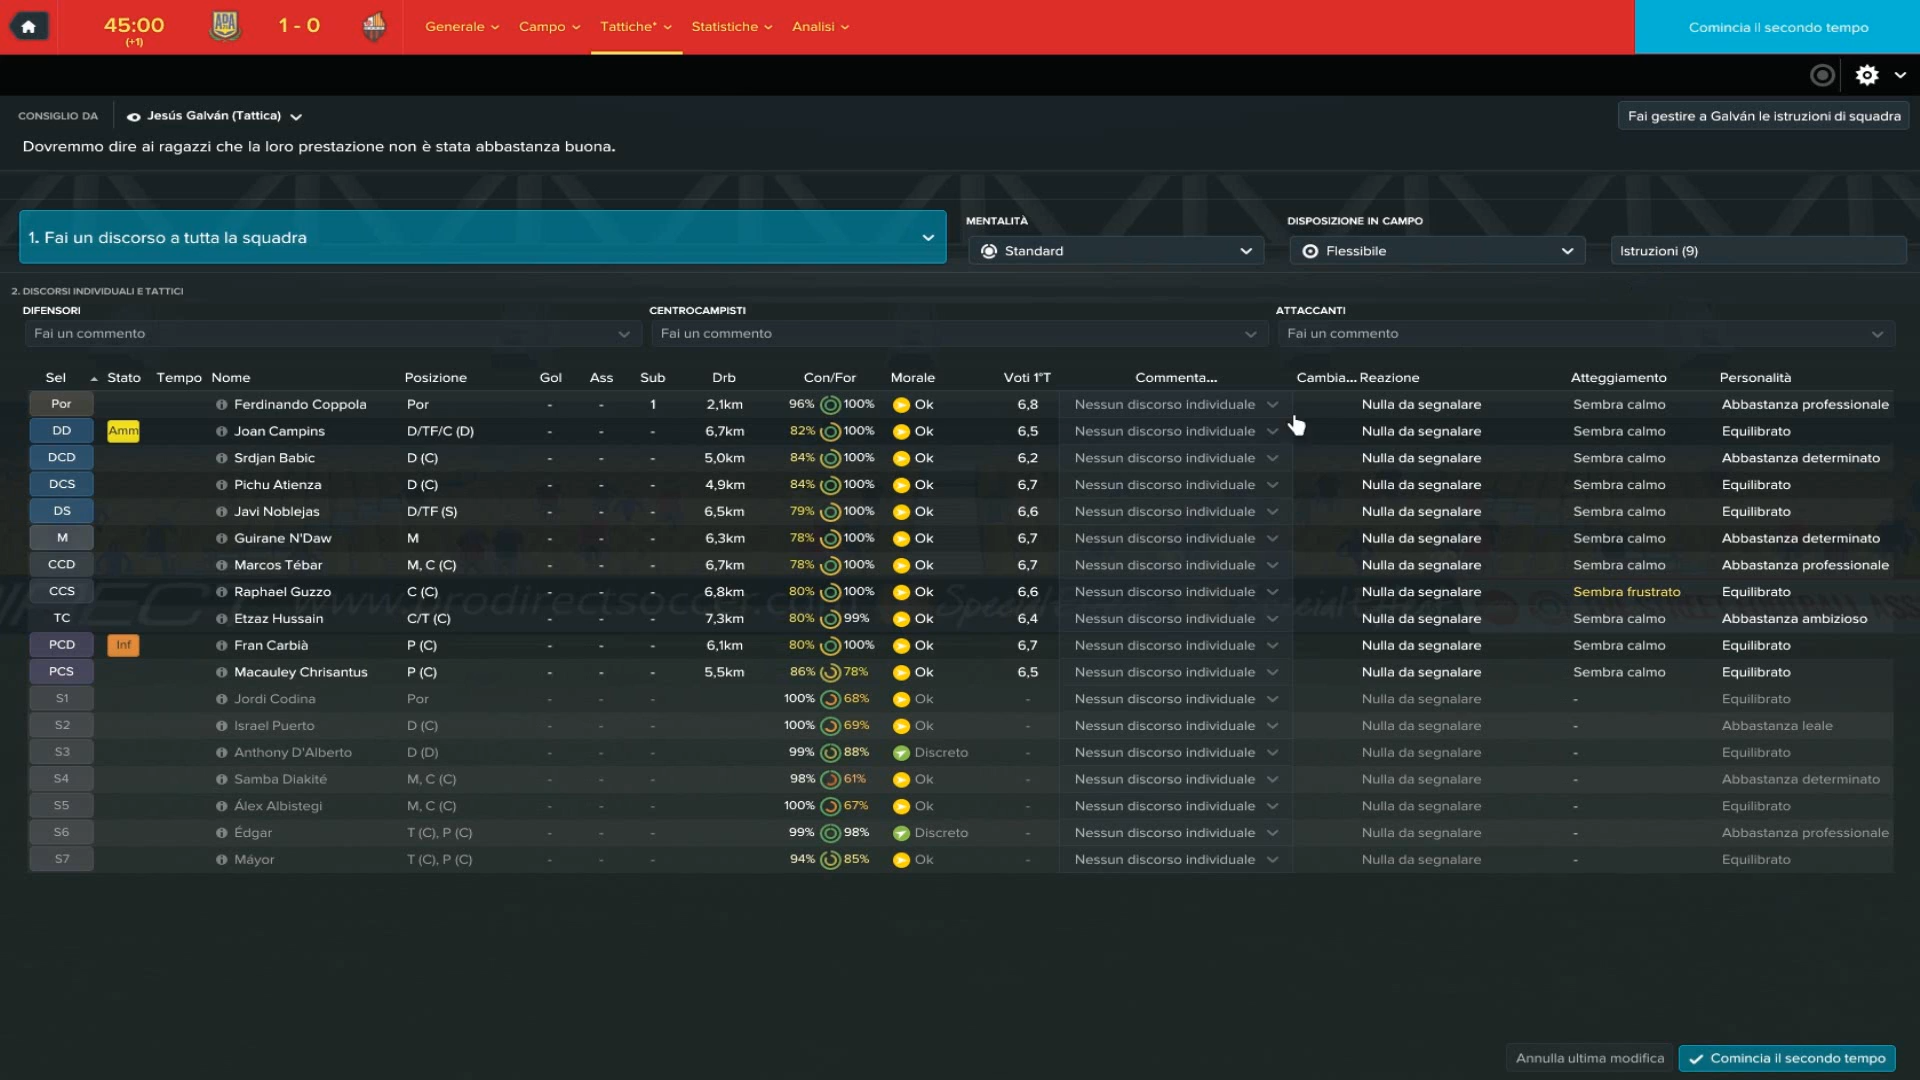 45:00
(+1)
1 - 0
Generale
Campo
Tattiche*
Statistiche
Analisi
Comincia il secondo tempo
CONSIGLIO DA
Jesús Galván (Tattica)
Fai gestire a Galván le istruzioni di squadra
Dovremmo dire ai ragazzi che la loro prestazione non è stata abbastanza buona.
1. Fai un discorso a tutta la squadra
MENTALITÀ
Standard
DISPOSIZIONE IN CAMPO
Flessibile
Istruzioni (9)
2. DISCORSI INDIVIDUALI E TATTICI
DIFENSORI
Fai un commento
CENTROCAMPISTI
Fai un commento
ATTACCANTI
Fai un commento
Sel Stato Tempo Nome Posizione Gol Ass Sub Drb Con/For Morale Voti 1°T Commenta... Cambia... Reazione Atteggiamento Personalità
Por Ferdinando Coppola Por - - 1 2,1km 96% 100% Ok 6,8 Nessun discorso individuale Nulla da segnalare Sembra calmo Abbastanza professionale
DD Amm Joan Campins D/TF/C (D) - - - 6,7km 82% 100% Ok 6,5 Nessun discorso individuale Nulla da segnalare Sembra calmo Equilibrato
DCD Srdjan Babic D (C) - - - 5,0km 84% 100% Ok 6,2 Nessun discorso individuale Nulla da segnalare Sembra calmo Abbastanza determinato
DCS Pichu Atienza D (C) - - - 4,9km 84% 100% Ok 6,7 Nessun discorso individuale Nulla da segnalare Sembra calmo Equilibrato
DS Javi Noblejas D/TF (S) - - - 6,5km 79% 100% Ok 6,6 Nessun discorso individuale Nulla da segnalare Sembra calmo Equilibrato
M Guirane N'Daw M - - - 6,3km 78% 100% Ok 6,7 Nessun discorso individuale Nulla da segnalare Sembra calmo Abbastanza determinato
CCD Marcos Tébar M, C (C) - - - 6,7km 78% 100% Ok 6,7 Nessun discorso individuale Nulla da segnalare Sembra calmo Abbastanza professionale
CCS Raphael Guzzo C (C) - - - 6,8km 80% 100% Ok 6,6 Nessun discorso individuale Nulla da segnalare Sembra frustrato Equilibrato
TC Etzaz Hussain C/T (C) - - - 7,3km 80% 99% Ok 6,4 Nessun discorso individuale Nulla da segnalare Sembra calmo Abbastanza ambizioso
PCD Inf Fran Carbià P (C) - - - 6,1km 80% 100% Ok 6,7 Nessun discorso individuale Nulla da segnalare Sembra calmo Equilibrato
PCS Macauley Chrisantus P (C) - - - 5,5km 86% 78% Ok 6,5 Nessun discorso individuale Nulla da segnalare Sembra calmo Equilibrato
S1 Jordi Codina Por - - - 100% 68% Ok - Nessun discorso individuale Nulla da segnalare - Equilibrato
S2 Israel Puerto D (C) - - - 100% 69% Ok - Nessun discorso individuale Nulla da segnalare - Abbastanza leale
S3 Anthony D'Alberto D (D) - - - 99% 88% Discreto - Nessun discorso individuale Nulla da segnalare - Equilibrato
S4 Samba Diakité M, C (C) - - - 98% 61% Ok - Nessun discorso individuale Nulla da segnalare - Abbastanza determinato
S5 Álex Albistegi M, C (C) - - - 100% 67% Ok - Nessun discorso individuale Nulla da segnalare - Equilibrato
S6 Édgar T (C), P (C) - - - 99% 98% Discreto - Nessun discorso individuale Nulla da segnalare - Abbastanza professionale
S7 Máyor T (C), P (C) - - - 94% 85% Ok - Nessun discorso individuale Nulla da segnalare - Equilibrato
Annulla ultima modifica
Comincia il secondo tempo